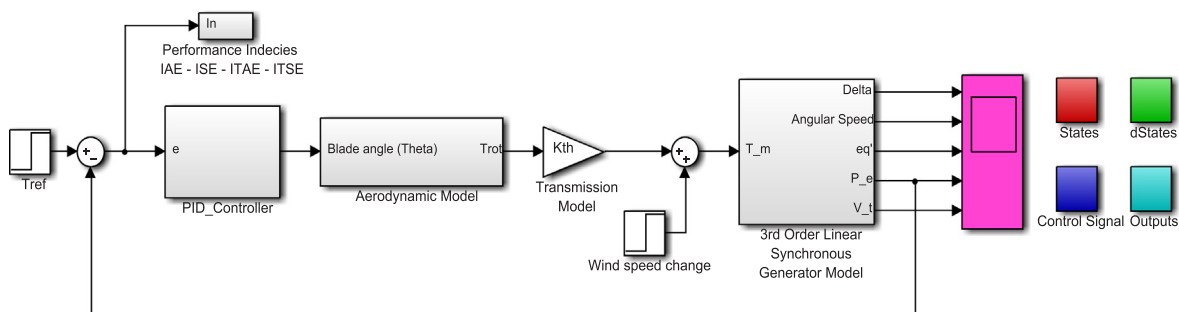 In
Performance Indecies
IAE - ISE - ITAE - ITSE
Tref
e
PID_Controller
Blade angle (Theta)
Trot
Aerodynamic Model
Kth
Transmission
Model
Wind speed change
T_m
Delta
Angular Speed
eq'
P_e
V_t
3rd Order Linear
Synchronous
Generator Model
States
dStates
Control Signal
Outputs